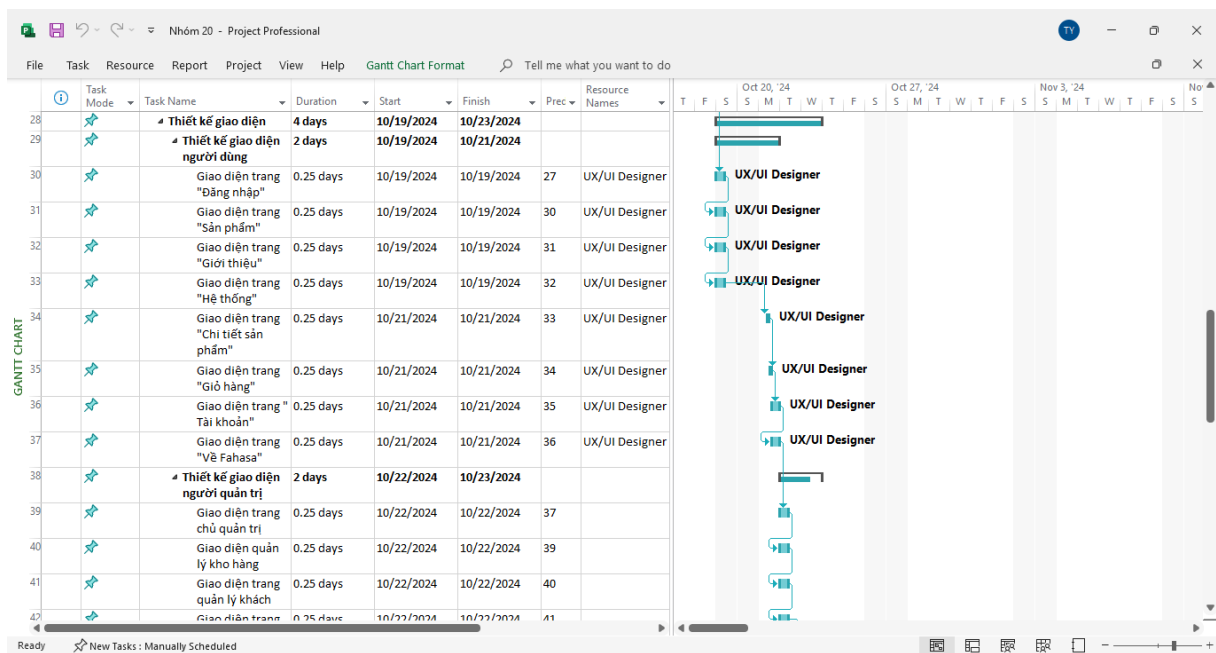 Nhóm 20 - Project Professional
TY
File Task Resource Report Project View Help Gantt Chart Format Tell me what you want to do
Task Mode
Task Name
Duration
Start
Finish
Prec
Resource Names
Oct 20, '24 Oct 27, '24 Nov 3, '24 No
T F S S M T W T F S S M T W T F S S M T W T F S S
GANTT CHART
28 Thiết kế giao diện 4 days 10/19/2024 10/23/2024
29 Thiết kế giao diện 2 days 10/19/2024 10/21/2024
người dùng
30 Giao diện trang 0.25 days 10/19/2024 10/19/2024 27 UX/UI Designer UX/UI Designer
"Đăng nhập"
31 Giao diện trang 0.25 days 10/19/2024 10/19/2024 30 UX/UI Designer UX/UI Designer
"Sản phẩm"
32 Giao diện trang 0.25 days 10/19/2024 10/19/2024 31 UX/UI Designer UX/UI Designer
"Giới thiệu"
33 Giao diện trang 0.25 days 10/19/2024 10/19/2024 32 UX/UI Designer UX/UI Designer
"Hệ thống"
34 Giao diện trang 0.25 days 10/21/2024 10/21/2024 33 UX/UI Designer UX/UI Designer
"Chi tiết sản
phẩm"
35 Giao diện trang 0.25 days 10/21/2024 10/21/2024 34 UX/UI Designer UX/UI Designer
"Giỏ hàng"
36 Giao diện trang " 0.25 days 10/21/2024 10/21/2024 35 UX/UI Designer UX/UI Designer
Tài khoản"
37 Giao diện trang 0.25 days 10/21/2024 10/21/2024 36 UX/UI Designer UX/UI Designer
"Về Fahasa"
38 Thiết kế giao diện 2 days 10/22/2024 10/23/2024
người quản trị
39 Giao diện trang 0.25 days 10/22/2024 10/22/2024 37
chủ quản trị
40 Giao diện quản 0.25 days 10/22/2024 10/22/2024 39
lý kho hàng
41 Giao diện trang 0.25 days 10/22/2024 10/22/2024 40
quản lý khách
42 Giao diện trang 0.25 days 10/22/2024 10/22/2024 41
Ready New Tasks : Manually Scheduled